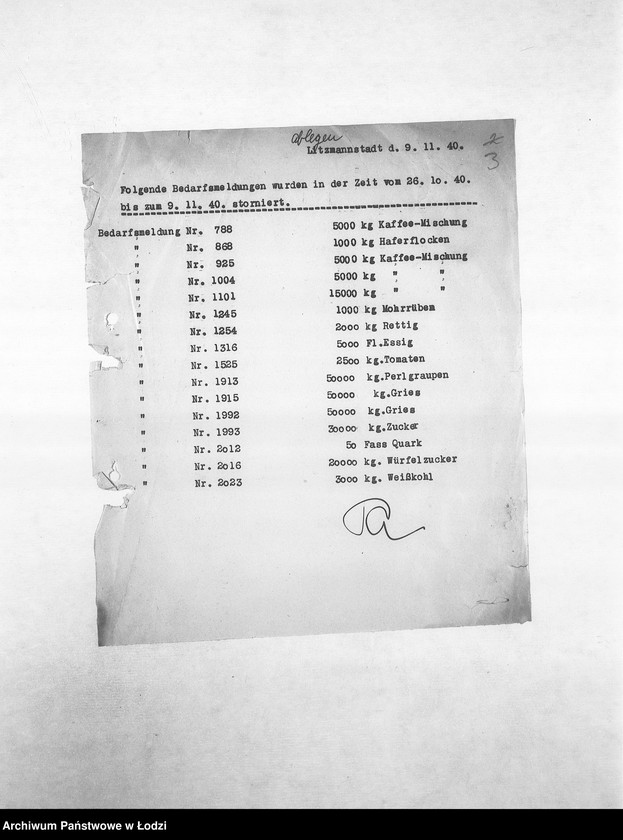 ablegen
Litzmannstadt d. 9. 11. 40.
2
3
Folgende Bedarfsmeldungen wurden in der Zeit vom 26. lo. 40.
bis zum 9. 11. 40. storniert.
Bedarfsmeldung Nr. 788 5000 kg Kaffee-Mischung
" Nr. 868 1000 kg Haferflocken
" Nr. 925 5000 kg Kaffee-Mischung
" Nr. 1004 5000 kg " "
" Nr. 1101 15000 kg " "
" Nr. 1245 1000 kg Mohrrüben
" Nr. 1254 2000 kg Rettig
" Nr. 1316 5000 Fl.Essig
" Nr. 1525 2500 kg.Tomaten
" Nr. 1913 50000 kg.Perlgraupen
" Nr. 1915 50000 kg.Gries
" Nr. 1992 50000 kg.Gries
" Nr. 1993 30000 kg.Zucker
" Nr. 2o12 5o Fass Quark
" Nr. 2o16 20000 kg. Würfelzucker
" Nr. 2o23 3000 kg. Weißkohl
Archiwum Państwowe w Łodzi